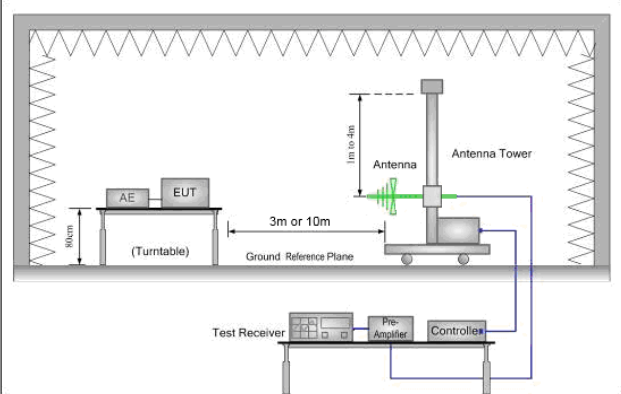 1m to 4m
Antenna
Antenna Tower
AE
EUT
80cm
(Turntable)
3m or 10m
Ground Reference Plane
Test Receiver
Pre-
Amplifier
Controller